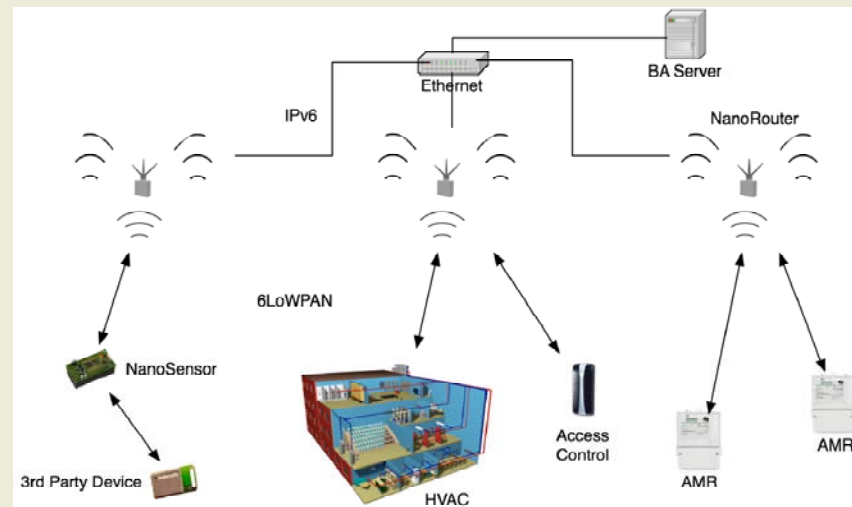 BA Server
Ethernet
IPv6
NanoRouter
6LoWPAN
NanoSensor
Access
Control
3rd Party Device
HVAC
AMR
AMR